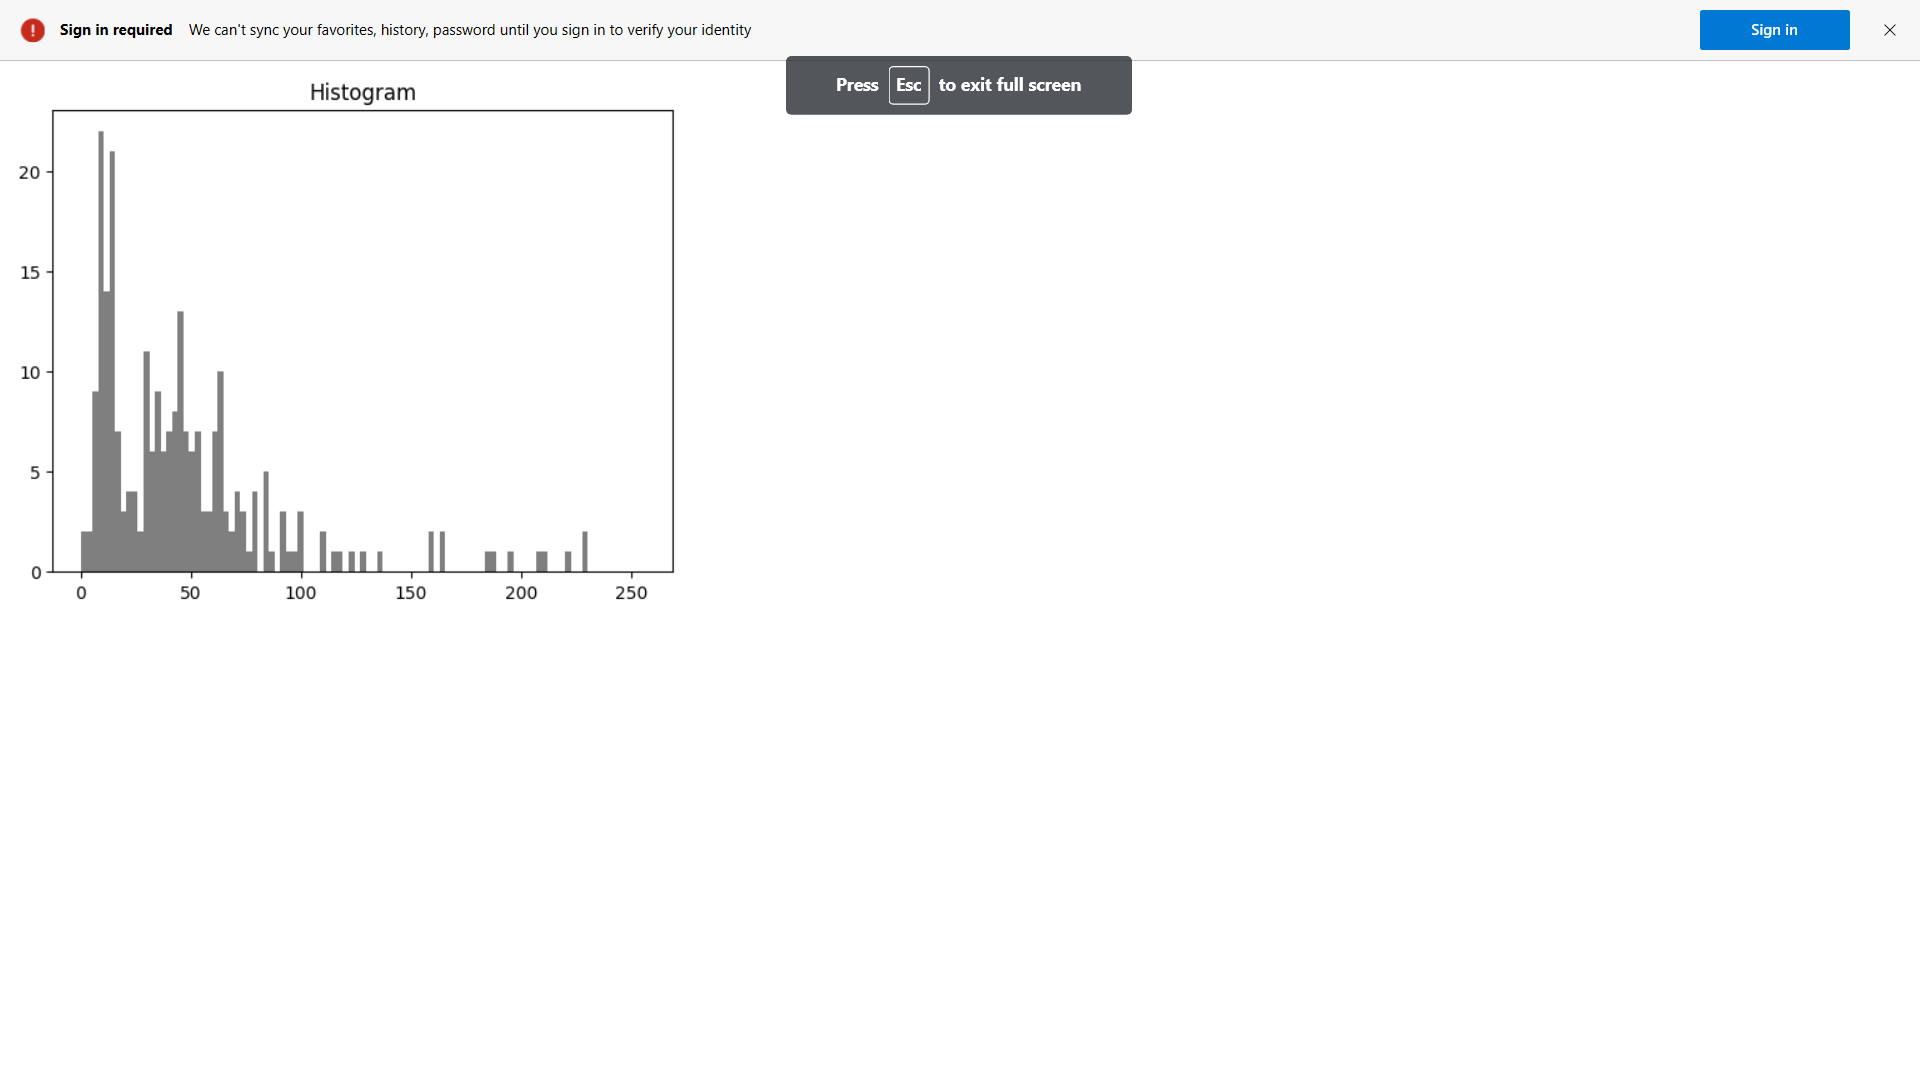 Sign in required We can't sync your favorites, history, password until you sign in to verify your identity Sign in
Press Esc to exit full screen
Histogram
20
15
10
5
0
0 50 100 150 200 250